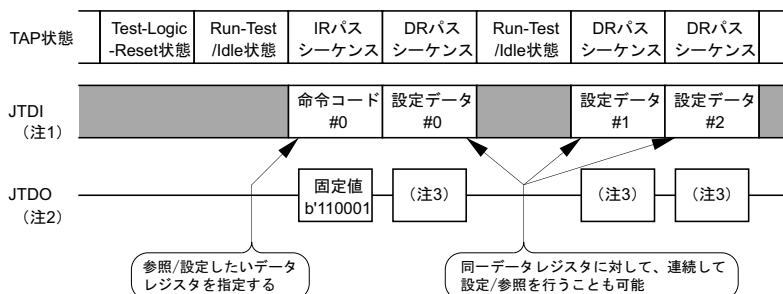 TAP状態
Test-Logic
-Reset状態
Run-Test
/Idle状態
IRパス
シーケンス
DRパス
シーケンス
Run-Test
/Idle状態
DRパス
シーケンス
DRパス
シーケンス
JTDI
(注1)
命令コード
#0
設定データ
#0
設定データ
#1
設定データ
#2
JTDO
(注2)
固定値
b'110001
(注3)
(注3)
(注3)
参照/設定したいデータ
レジスタを指定する
同一データレジスタに対して、連続して
設定/参照を行うことも可能